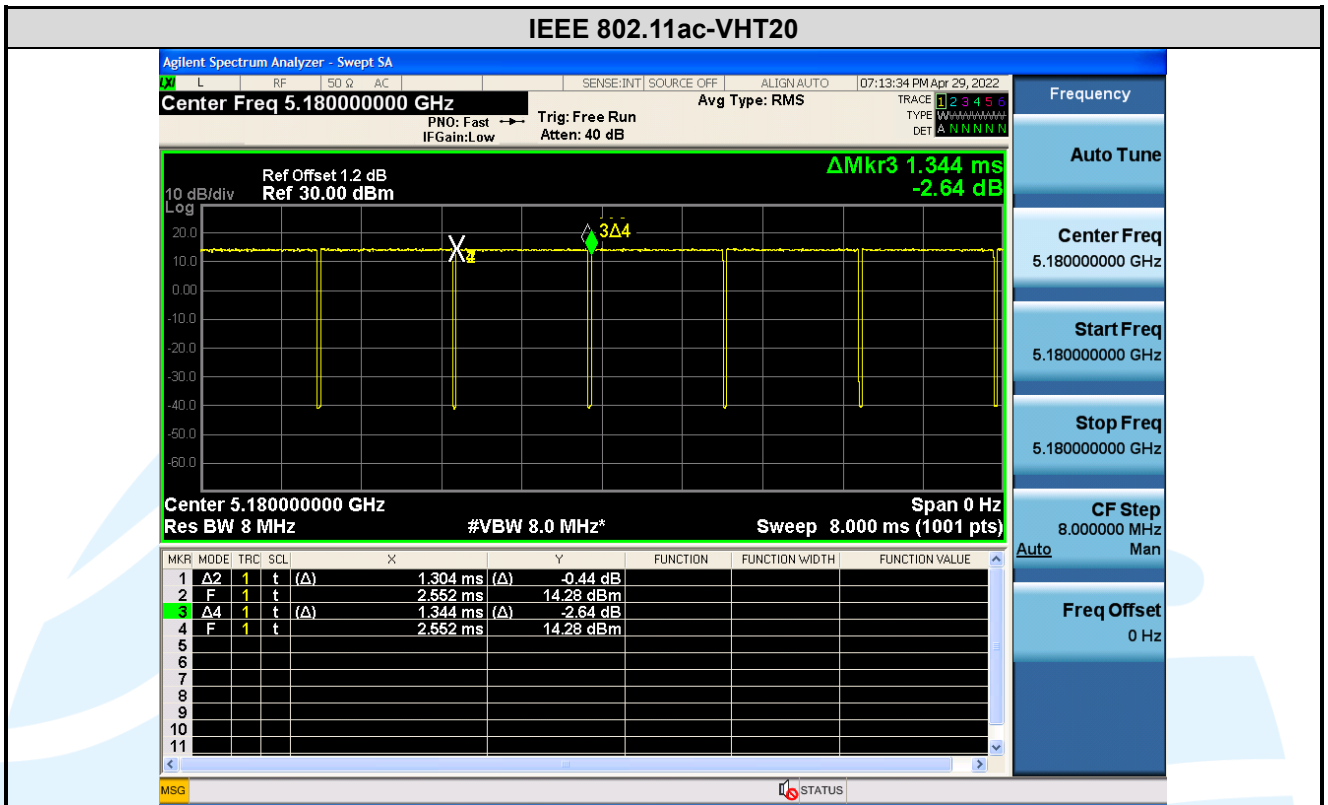 IEEE 802.11ac-VHT20
Agilent Spectrum Analyzer - Swept SA
LXI L RF 50 Ω AC SENSE:INT SOURCE OFF ALIGN AUTO 07:13:34 PM Apr 29, 2022
Center Freq 5.180000000 GHz
PNO: Fast
IFGain:Low
Trig: Free Run
Atten: 40 dB
Avg Type: RMS
TRACE 1 2 3 4 5 6
TYPE
DET A N N N N N
ΔMkr3 1.344 ms
-2.64 dB
Ref Offset 1.2 dB
10 dB/div Ref 30.00 dBm
Log
20.0
10.0
0.00
-10.0
-20.0
-30.0
-40.0
-50.0
-60.0
X
3Δ4
Center 5.180000000 GHz Span 0 Hz
Res BW 8 MHz #VBW 8.0 MHz* Sweep 8.000 ms (1001 pts)
MKR MODE TRC SCL X Y FUNCTION FUNCTION WIDTH FUNCTION VALUE
1 Δ2 1 t (Δ) 1.304 ms (Δ) -0.44 dB
2 F 1 t 2.552 ms 14.28 dBm
3 Δ4 1 t (Δ) 1.344 ms (Δ) -2.64 dB
4 F 1 t 2.552 ms 14.28 dBm
5
6
7
8
9
10
11
MSG STATUS
Frequency
Auto Tune
Center Freq
5.180000000 GHz
Start Freq
5.180000000 GHz
Stop Freq
5.180000000 GHz
CF Step
8.000000 MHz
Auto Man
Freq Offset
0 Hz